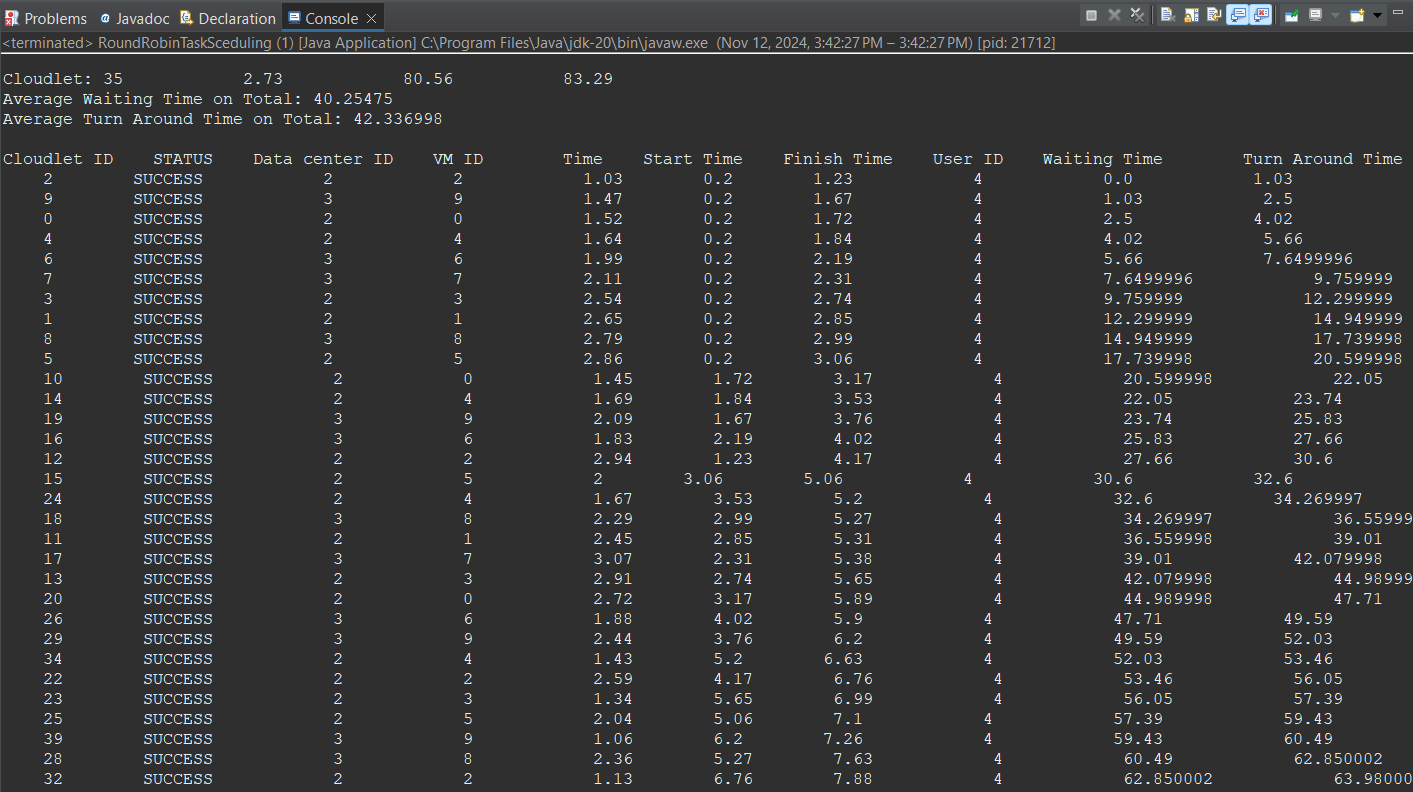 Problems Javadoc Declaration Console
<terminated> RoundRobinTaskSceduling (1) [Java Application] C:\Program Files\Java\jdk-20\bin\javaw.exe (Nov 12, 2024, 3:42:27 PM – 3:42:27 PM) [pid: 21712]
Cloudlet: 35 2.73 80.56 83.29
Average Waiting Time on Total: 40.25475
Average Turn Around Time on Total: 42.336998
Cloudlet ID STATUS Data center ID VM ID Time Start Time Finish Time User ID Waiting Time Turn Around Time
2 SUCCESS 2 2 1.03 0.2 1.23 4 0.0 1.03
9 SUCCESS 3 9 1.47 0.2 1.67 4 1.03 2.5
0 SUCCESS 2 0 1.52 0.2 1.72 4 2.5 4.02
4 SUCCESS 2 4 1.64 0.2 1.84 4 4.02 5.66
6 SUCCESS 3 6 1.99 0.2 2.19 4 5.66 7.6499996
7 SUCCESS 3 7 2.11 0.2 2.31 4 7.6499996 9.759999
3 SUCCESS 2 3 2.54 0.2 2.74 4 9.759999 12.299999
1 SUCCESS 2 1 2.65 0.2 2.85 4 12.299999 14.949999
8 SUCCESS 3 8 2.79 0.2 2.99 4 14.949999 17.739998
5 SUCCESS 2 5 2.86 0.2 3.06 4 17.739998 20.599998
10 SUCCESS 2 0 1.45 1.72 3.17 4 20.599998 22.05
14 SUCCESS 2 4 1.69 1.84 3.53 4 22.05 23.74
19 SUCCESS 3 9 2.09 1.67 3.76 4 23.74 25.83
16 SUCCESS 3 6 1.83 2.19 4.02 4 25.83 27.66
12 SUCCESS 2 2 2.94 1.23 4.17 4 27.66 30.6
15 SUCCESS 2 5 2 3.06 5.06 4 30.6 32.6
24 SUCCESS 2 4 1.67 3.53 5.2 4 32.6 34.269997
18 SUCCESS 3 8 2.29 2.99 5.27 4 34.269997 36.55999
11 SUCCESS 2 1 2.45 2.85 5.31 4 36.559998 39.01
17 SUCCESS 3 7 3.07 2.31 5.38 4 39.01 42.079998
13 SUCCESS 2 3 2.91 2.74 5.65 4 42.079998 44.98999
20 SUCCESS 2 0 2.72 3.17 5.89 4 44.989998 47.71
26 SUCCESS 3 6 1.88 4.02 5.9 4 47.71 49.59
29 SUCCESS 3 9 2.44 3.76 6.2 4 49.59 52.03
34 SUCCESS 2 4 1.43 5.2 6.63 4 52.03 53.46
22 SUCCESS 2 2 2.59 4.17 6.76 4 53.46 56.05
23 SUCCESS 2 3 1.34 5.65 6.99 4 56.05 57.39
25 SUCCESS 2 5 2.04 5.06 7.1 4 57.39 59.43
39 SUCCESS 3 9 1.06 6.2 7.26 4 59.43 60.49
28 SUCCESS 3 8 2.36 5.27 7.63 4 60.49 62.850002
32 SUCCESS 2 2 1.13 6.76 7.88 4 62.850002 63.98000